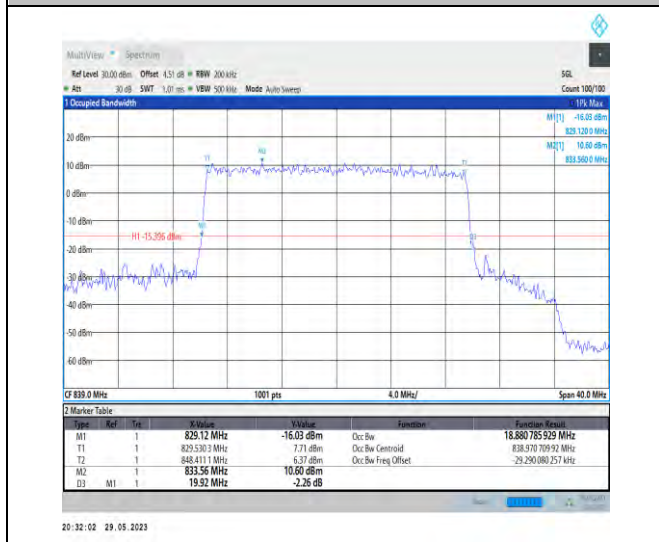 MultiView Spectrum
Ref Level 30.00 dBm Offset 4.51 dB RBW 200 kHz SGL
Att 30 dB SWT 1.01 ms VBW 500 kHz Mode Auto Sweep Count 100/100
1 Occupied Bandwidth 1Pk Max
M1[1] -16.03 dBm
829.120 0 MHz
M2[1] 10.60 dBm
833.560 0 MHz
20 dBm
M2
T1
T2
10 dBm
0 dBm
-10 dBm
M1
H1 -15.396 dBm
D3
-20 dBm
-30 dBm
-40 dBm
-50 dBm
-60 dBm
CF 839.0 MHz 1001 pts 4.0 MHz/ Span 40.0 MHz
2 Marker Table
Type Ref Trc X-Value Y-Value Function Function Result
M1 1 829.12 MHz -16.03 dBm Occ Bw 18.880 785 929 MHz
T1 1 829.530 3 MHz 7.71 dBm Occ Bw Centroid 838.970 709 92 MHz
T2 1 848.411 1 MHz 6.37 dBm Occ Bw Freq Offset -29.290 080 257 kHz
M2 1 833.56 MHz 10.60 dBm
D3 M1 1 19.92 MHz -2.26 dB
20:32:02 29.05.2023